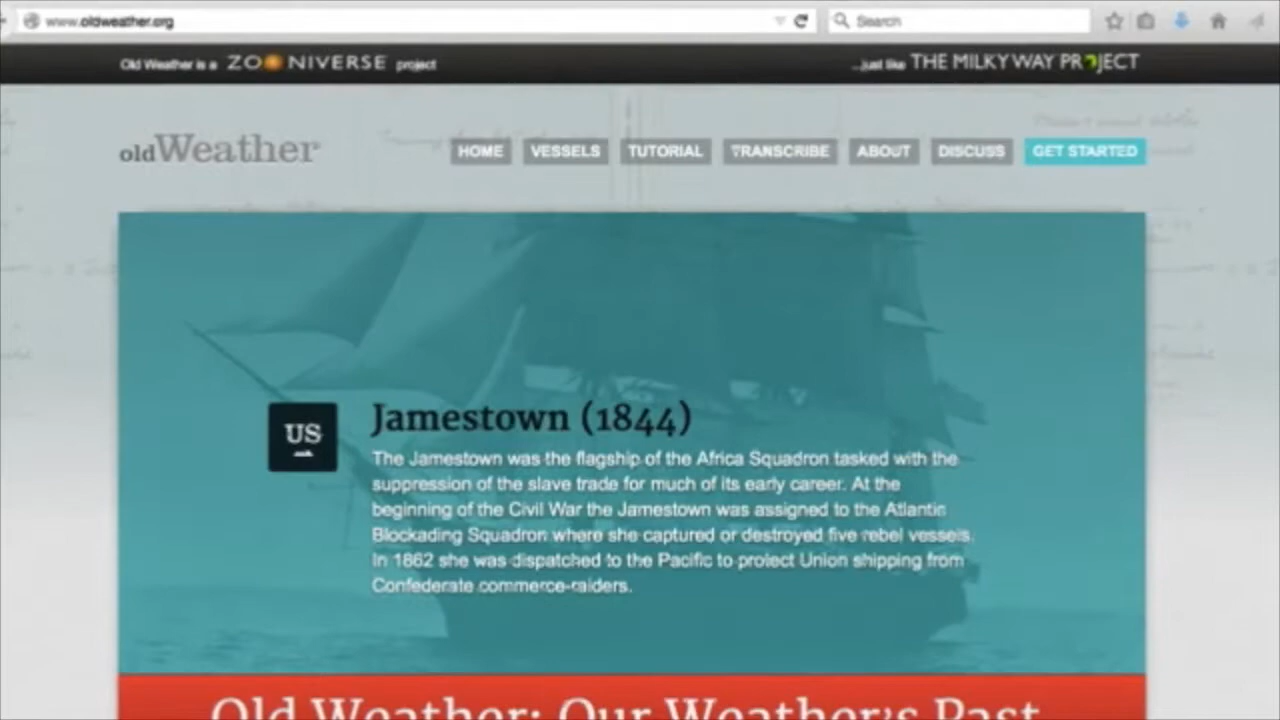 www.oldweather.org
Search
Old Weather is a ZOONIVERSE project
...just like THE MILKY WAY PROJECT
oldWeather
HOME VESSELS TUTORIAL TRANSCRIBE ABOUT DISCUSS GET STARTED
US
Jamestown (1844)
The Jamestown was the flagship of the Africa Squadron tasked with the
suppression of the slave trade for much of its early career. At the
beginning of the Civil War the Jamestown was assigned to the Atlantic
Blockading Squadron where she captured or destroyed five rebel vessels.
In 1862 she was dispatched to the Pacific to protect Union shipping from
Confederate commerce-raiders.
Old Weather: Our Weather's Past